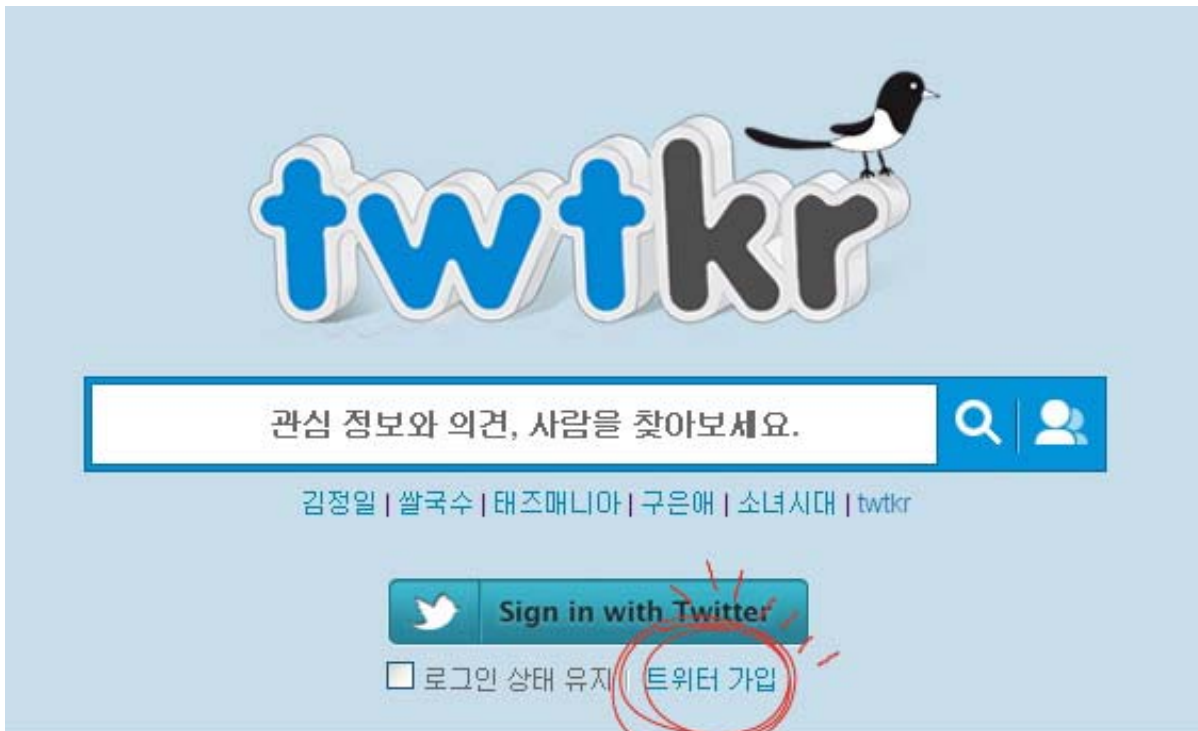 twtkr
관심 정보와 의견, 사람을 찾아보세요.
김정일 | 쌀국수 | 태즈매니아 | 구은애 | 소녀시대 | twtkr
Sign in with Twitter
로그인 상태 유지 | 트위터 가입